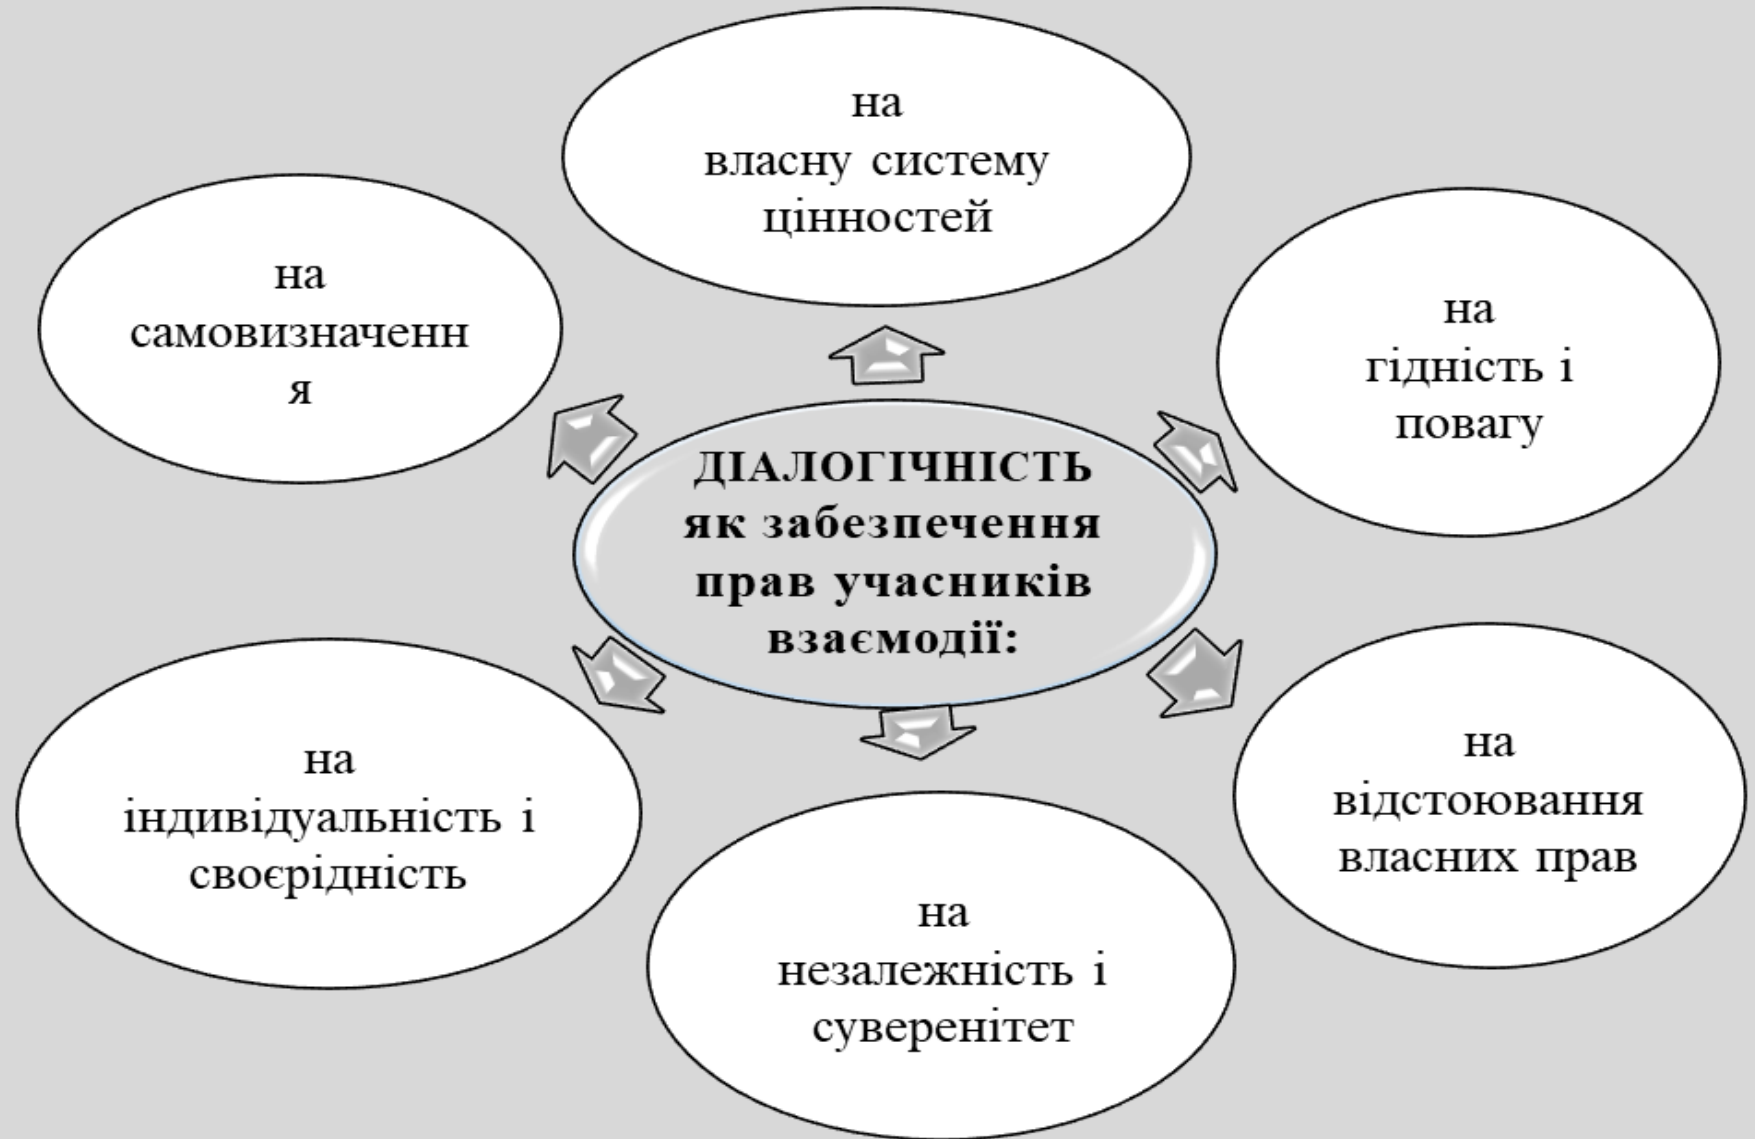 на
власну систему
цінностей
на
самовизначенн
я
на
гідність і
повагу
ДІАЛОГІЧНІСТЬ
як забезпечення
прав учасників
взаємодії:
на
індивідуальність і
своєрідність
на
відстоювання
власних прав
на
незалежність і
суверенітет